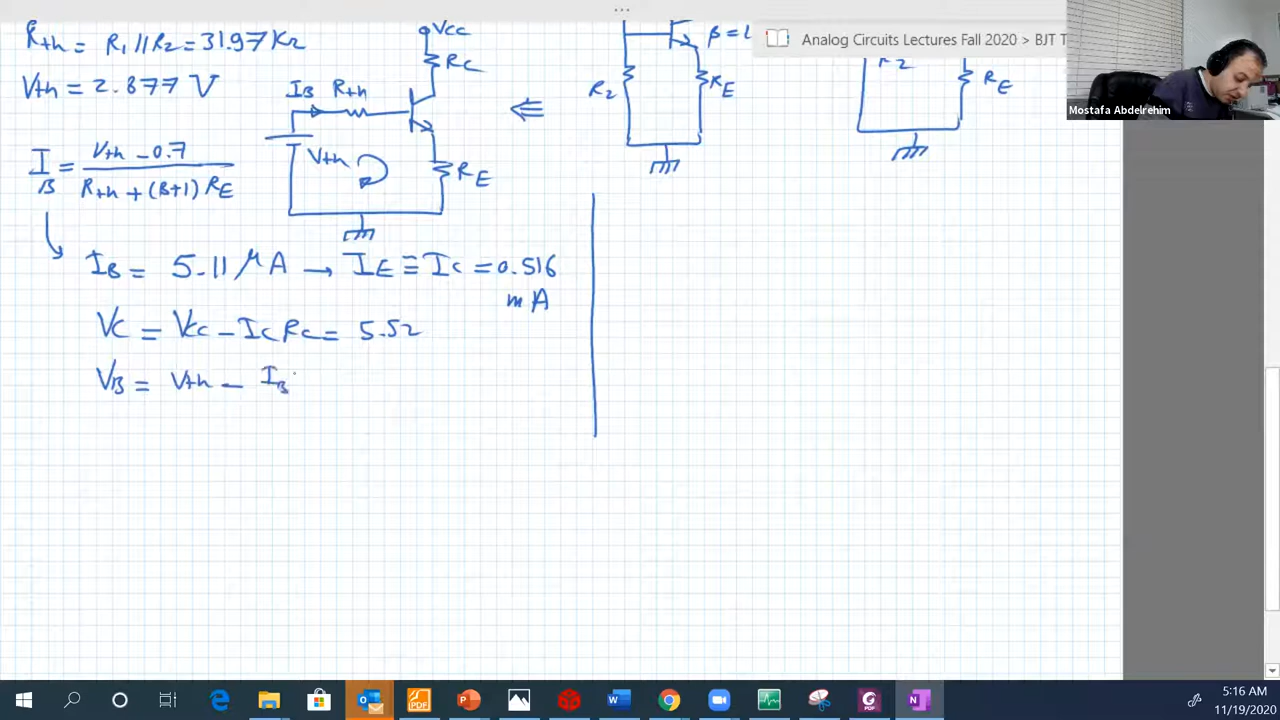 Rth = R1 // R2 = 31.97 KΩ
Vth = 2.877 V
IB = Vth - 0.7 / Rth + (β+1) RE
IB Rth
VCC
RC
Vth
RE
⇐
R2
β =
RE
R2
RE
IB = 5.11 μA → IE ≡ IC = 0.516 mA
VC = VCC - IC RC = 5.52
VB = Vth - IB
Analog Circuits Lectures Fall 2020 > BJT T
Mostafa Abdelrehim
5:16 AM
11/19/2020